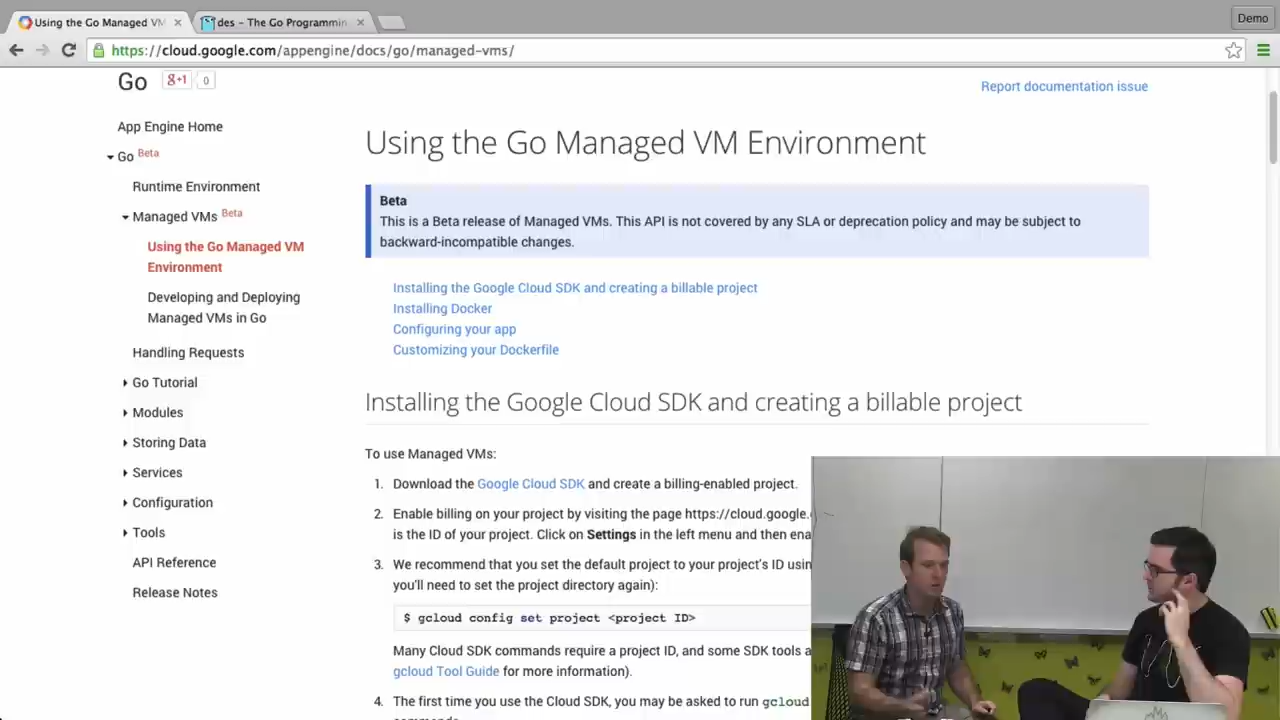 Using the Go Managed VM
des - The Go Programmin
Demo
https://cloud.google.com/appengine/docs/go/managed-vms/
Go
g+1
0
Report documentation issue
App Engine Home
Go Beta
Runtime Environment
Managed VMs Beta
Using the Go Managed VM
Environment
Developing and Deploying
Managed VMs in Go
Handling Requests
Go Tutorial
Modules
Storing Data
Services
Configuration
Tools
API Reference
Release Notes
Using the Go Managed VM Environment
Beta
This is a Beta release of Managed VMs. This API is not covered by any SLA or deprecation policy and may be subject to
backward-incompatible changes.
Installing the Google Cloud SDK and creating a billable project
Installing Docker
Configuring your app
Customizing your Dockerfile
Installing the Google Cloud SDK and creating a billable project
To use Managed VMs:
1. Download the Google Cloud SDK and create a billing-enabled project.
2. Enable billing on your project by visiting the page https://cloud.google.
is the ID of your project. Click on Settings in the left menu and then ena
3. We recommend that you set the default project to your project's ID usin
you'll need to set the project directory again):
$ gcloud config set project <project ID>
Many Cloud SDK commands require a project ID, and some SDK tools a
gcloud Tool Guide for more information).
4. The first time you use the Cloud SDK, you may be asked to run gcloud